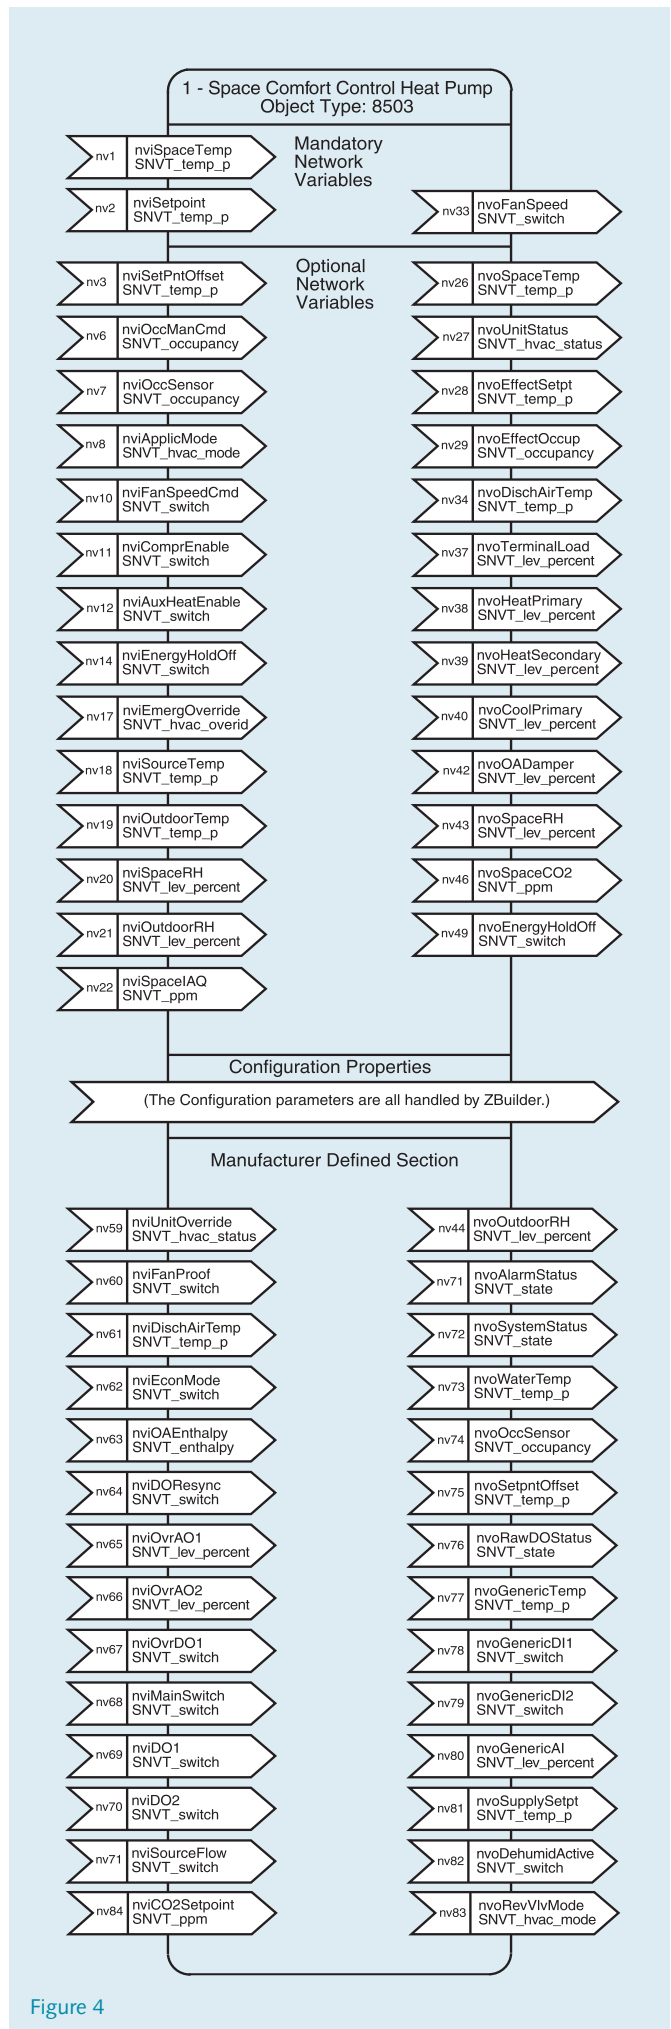 1 - Space Comfort Control Heat Pump
Object Type: 8503
Mandatory
Network
Variables
nv1
nviSpaceTemp
SNVT_temp_p
nv2
nviSetpoint
SNVT_temp_p
nv33
nvoFanSpeed
SNVT_switch
Optional
Network
Variables
nv3
nviSetPntOffset
SNVT_temp_p
nv6
nviOccManCmd
SNVT_occupancy
nv7
nviOccSensor
SNVT_occupancy
nv8
nviApplicMode
SNVT_hvac_mode
nv10
nviFanSpeedCmd
SNVT_switch
nv11
nviComprEnable
SNVT_switch
nv12
nviAuxHeatEnable
SNVT_switch
nv14
nviEnergyHoldOff
SNVT_switch
nv17
nviEmergOverride
SNVT_hvac_overid
nv18
nviSourceTemp
SNVT_temp_p
nv19
nviOutdoorTemp
SNVT_temp_p
nv20
nviSpaceRH
SNVT_lev_percent
nv21
nviOutdoorRH
SNVT_lev_percent
nv22
nviSpaceIAQ
SNVT_ppm
nv26
nvoSpaceTemp
SNVT_temp_p
nv27
nvoUnitStatus
SNVT_hvac_status
nv28
nvoEffectSetpt
SNVT_temp_p
nv29
nvoEffectOccup
SNVT_occupancy
nv34
nvoDischAirTemp
SNVT_temp_p
nv37
nvoTerminalLoad
SNVT_lev_percent
nv38
nvoHeatPrimary
SNVT_lev_percent
nv39
nvoHeatSecondary
SNVT_lev_percent
nv40
nvoCoolPrimary
SNVT_lev_percent
nv42
nvoOADamper
SNVT_lev_percent
nv43
nvoSpaceRH
SNVT_lev_percent
nv46
nvoSpaceCO2
SNVT_ppm
nv49
nvoEnergyHoldOff
SNVT_switch
Configuration Properties
(The Configuration parameters are all handled by ZBuilder.)
Manufacturer Defined Section
nv59
nviUnitOverride
SNVT_hvac_status
nv60
nviFanProof
SNVT_switch
nv61
nviDischAirTemp
SNVT_temp_p
nv62
nviEconMode
SNVT_switch
nv63
nviOAEnthalpy
SNVT_enthalpy
nv64
nviDOResync
SNVT_switch
nv65
nviOvrAO1
SNVT_lev_percent
nv66
nviOvrAO2
SNVT_lev_percent
nv67
nviOvrDO1
SNVT_switch
nv68
nviMainSwitch
SNVT_switch
nv69
nviDO1
SNVT_switch
nv70
nviDO2
SNVT_switch
nv71
nviSourceFlow
SNVT_switch
nv84
nviCO2Setpoint
SNVT_ppm
nv44
nvoOutdoorRH
SNVT_lev_percent
nv71
nvoAlarmStatus
SNVT_state
nv72
nvoSystemStatus
SNVT_state
nv73
nvoWaterTemp
SNVT_temp_p
nv74
nvoOccSensor
SNVT_occupancy
nv75
nvoSetpntOffset
SNVT_temp_p
nv76
nvoRawDOStatus
SNVT_state
nv77
nvoGenericTemp
SNVT_temp_p
nv78
nvoGenericDI1
SNVT_switch
nv79
nvoGenericDI2
SNVT_switch
nv80
nvoGenericAI
SNVT_lev_percent
nv81
nvoSupplySetpt
SNVT_temp_p
nv82
nvoDehumidActive
SNVT_switch
nv83
nvoRevVlvMode
SNVT_hvac_mode
Figure 4